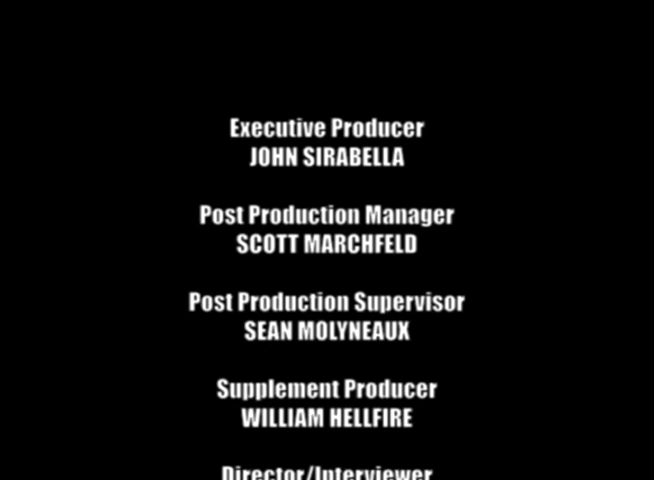 Executive Producer
JOHN SIRABELLA
Post Production Manager
SCOTT MARCHFELD
Post Production Supervisor
SEAN MOLYNEAUX
Supplement Producer
WILLIAM HELLFIRE
Director/Interviewer